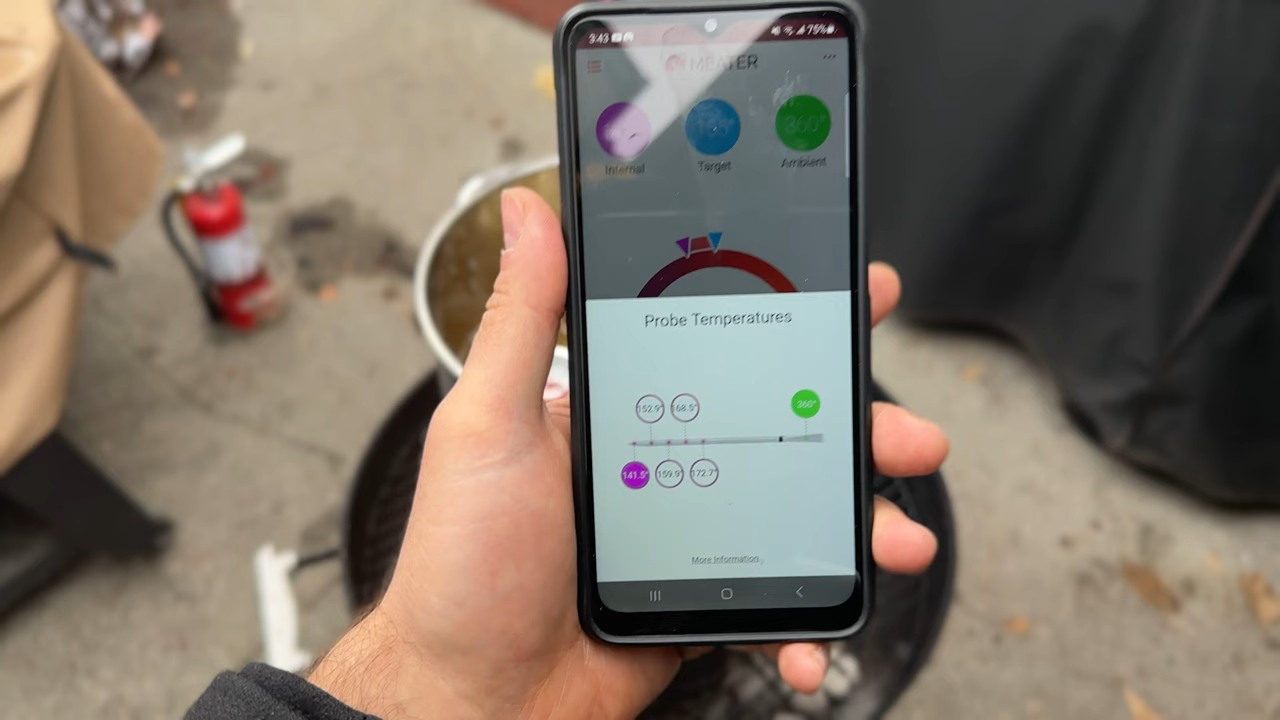 3:43
75%
MEATER
360°
Internal
Target
Ambient
Probe Temperatures
152.9°
168.5°
360°
141.5°
159.9°
172.7°
More Information